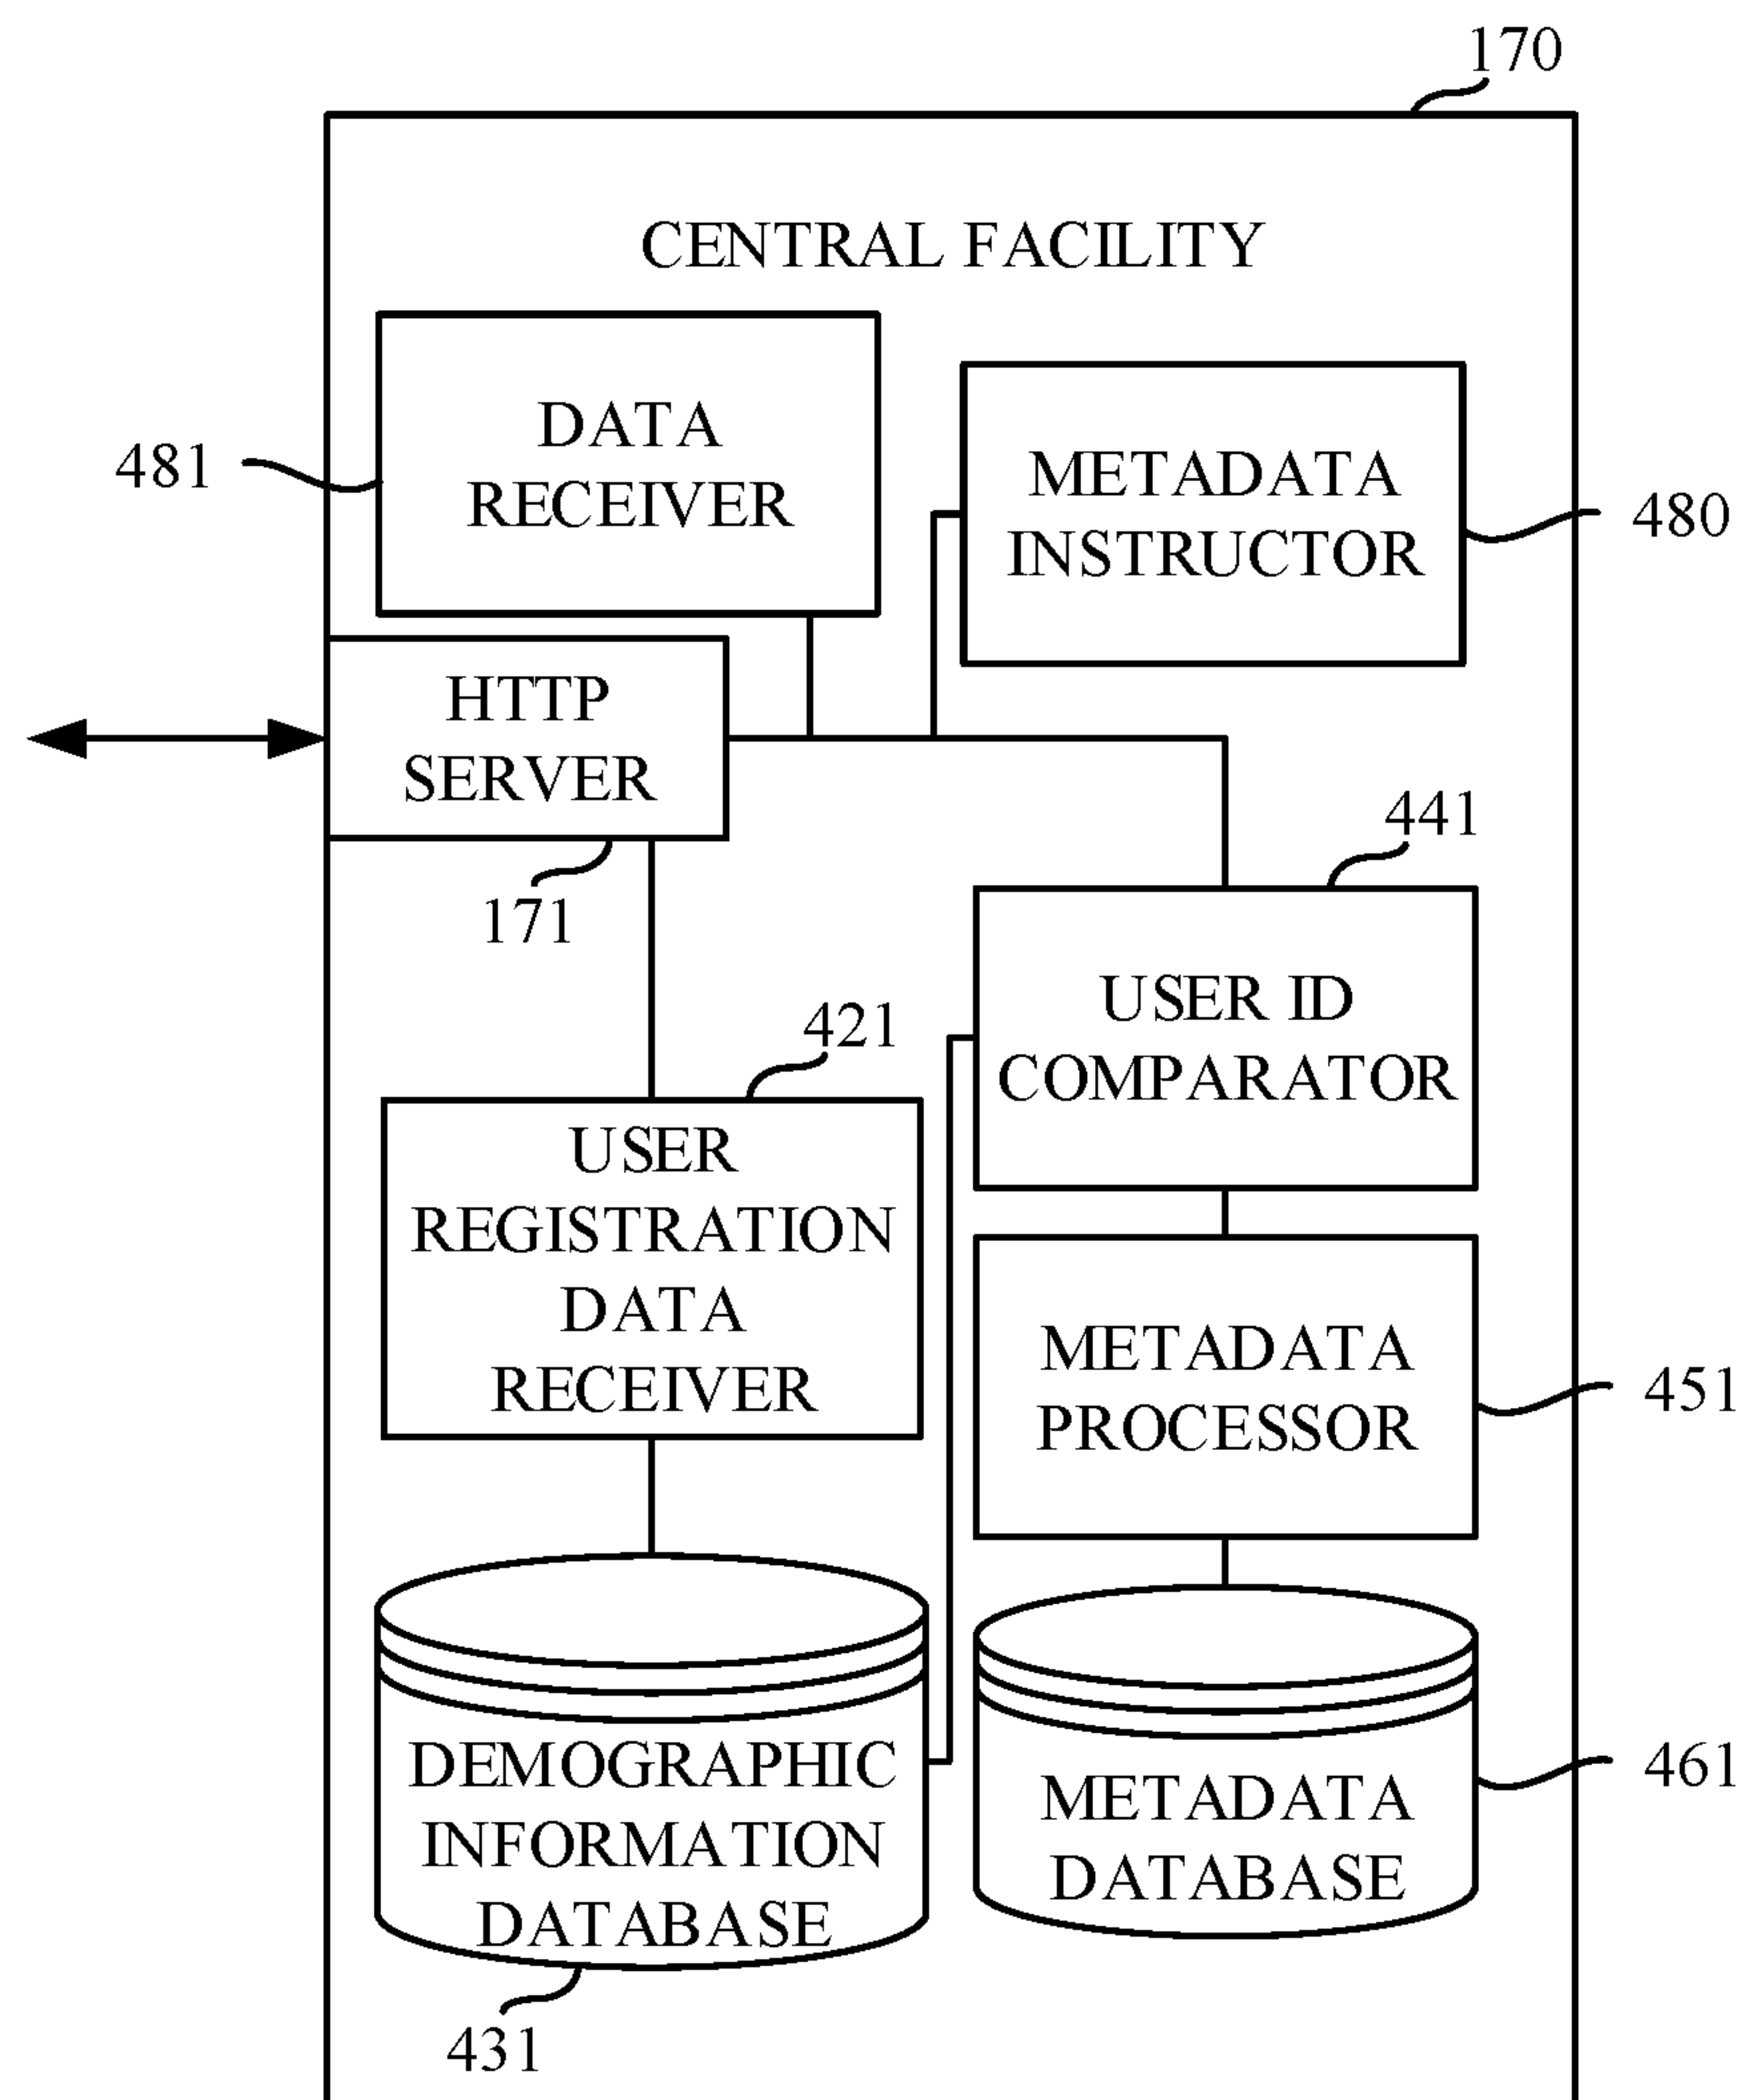 170
CENTRAL FACILITY
DATA
RECEIVER
481
METADATA
INSTRUCTOR
480
HTTP
SERVER
171
441
USER ID
COMPARATOR
421
USER
REGISTRATION
DATA
RECEIVER
METADATA
PROCESSOR
451
DEMOGRAPHIC
INFORMATION
DATABASE
431
METADATA
DATABASE
461